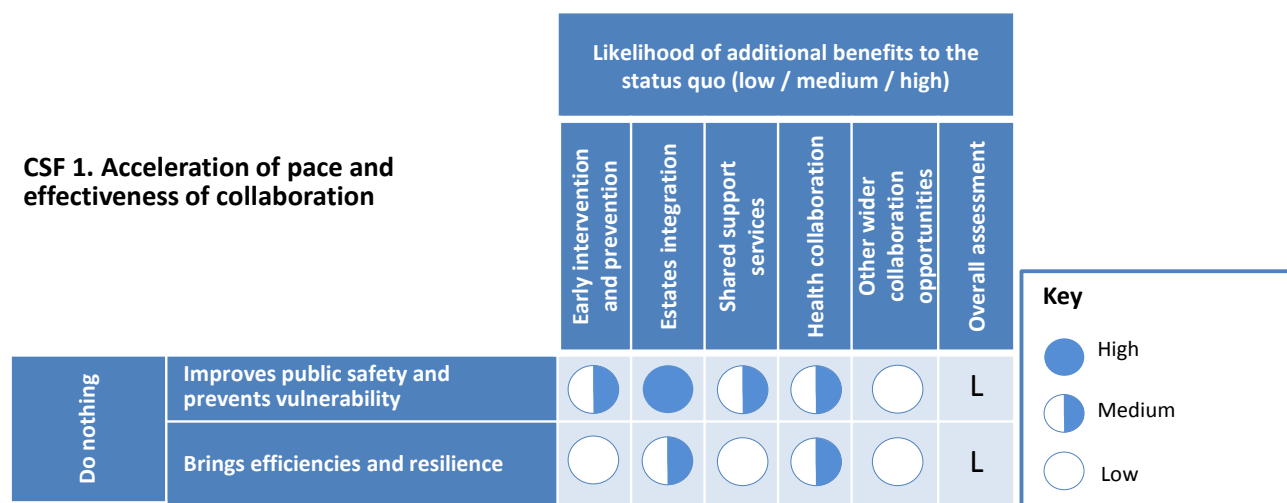 Likelihood of additional benefits to the
status quo (low / medium / high)
CSF 1. Acceleration of pace and
effectiveness of collaboration
Early intervention
and prevention
Estates integration
Shared support
services
Health collaboration
Other wider
collaboration
opportunities
Overall assessment
Key
High
Medium
Low
Do nothing
Improves public safety and
prevents vulnerability
L
Brings efficiencies and resilience
L